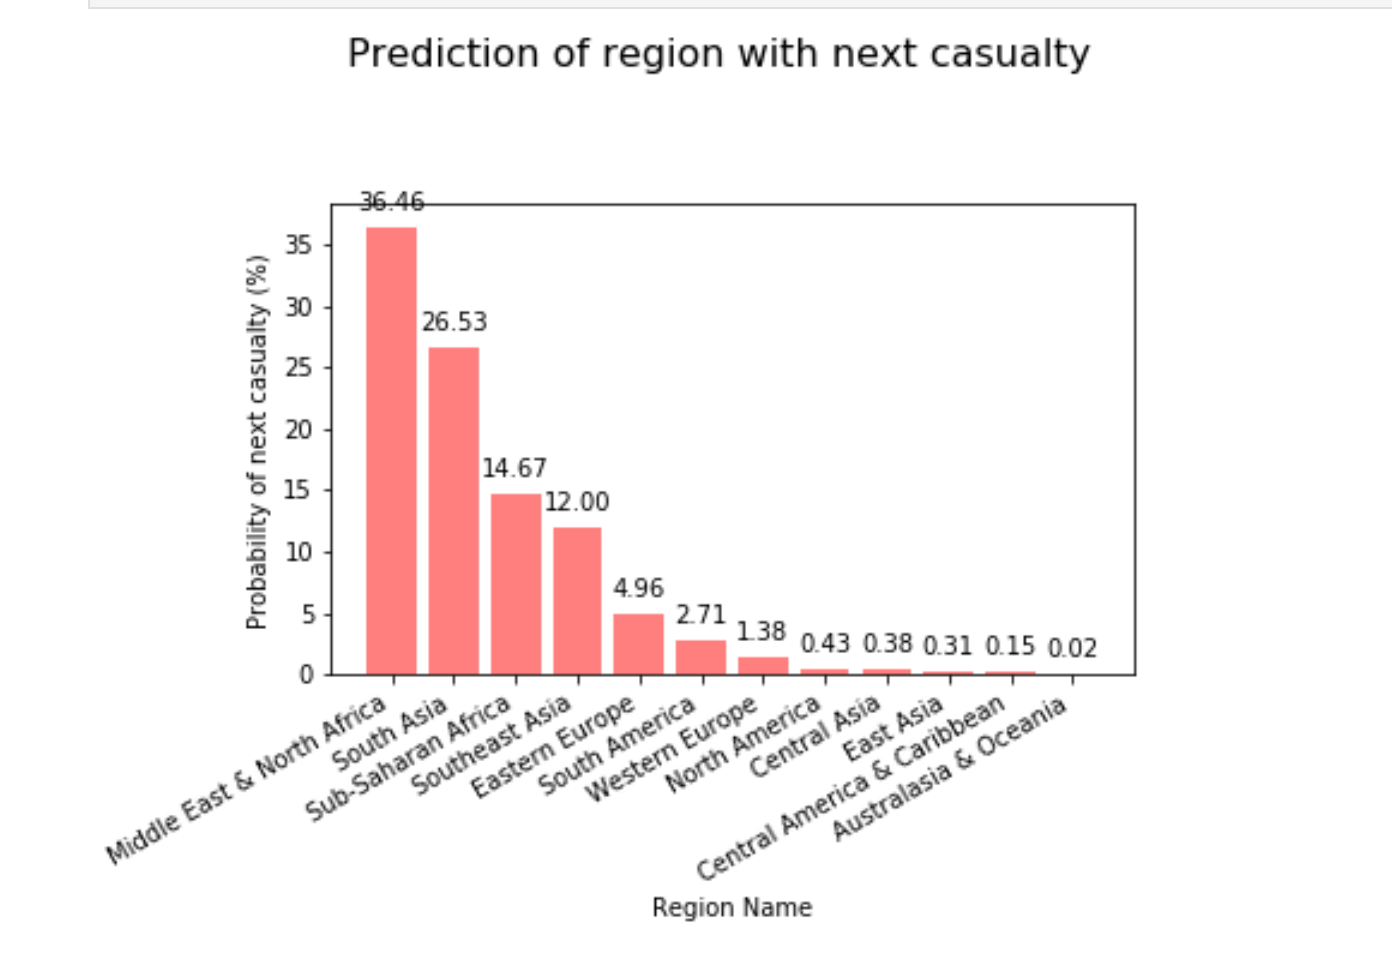 Prediction of region with next casualty
36.46
26.53
14.67
12.00
4.96
2.71
1.38
0.43
0.38
0.31
0.15
0.02
Probability of next casualty (%)
35
30
25
20
15
10
5
0
Middle East & North Africa
South Asia
Sub-Saharan Africa
Southeast Asia
Eastern Europe
South America
Western Europe
North America
Central Asia
East Asia
Central America & Caribbean
Australasia & Oceania
Region Name